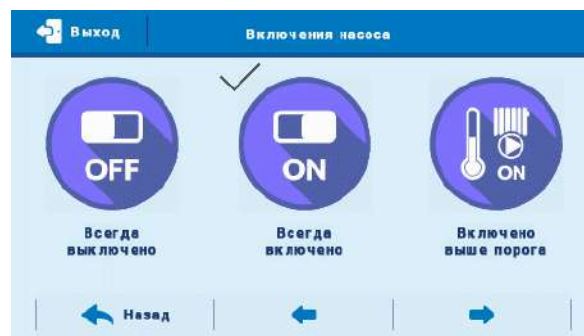 Выход
Включения насоса
OFF
ON
ON
Всегда
выключено
Всегда
включено
Включено
выше порога
Назад